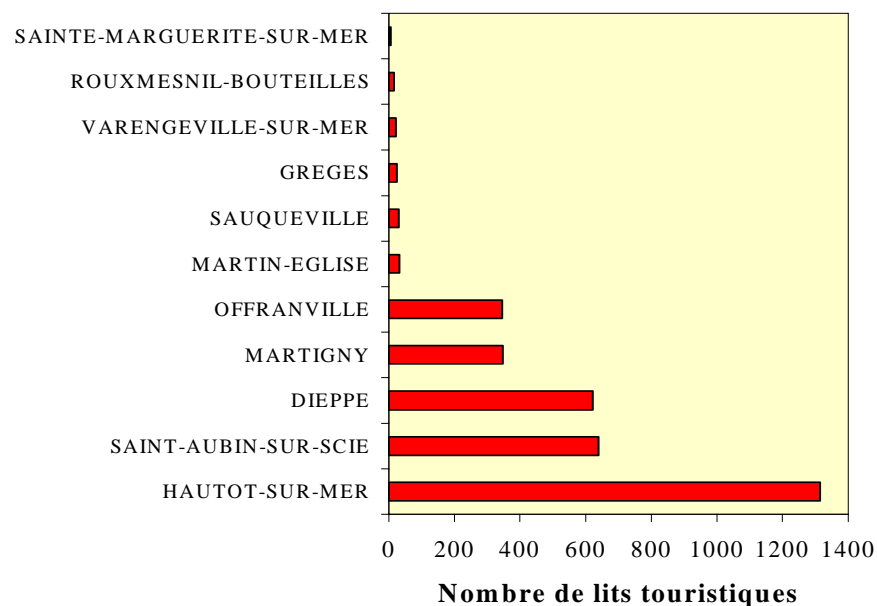 SAINTE-MARGUERITE-SUR-MER
ROUXMESNIL-BOUTEILLES
VARENGEVILLE-SUR-MER
GREGES
SAUQUEVILLE
MARTIN-EGLISE
OFFRANVILLE
MARTIGNY
DIEPPE
SAINT-AUBIN-SUR-SCIE
HAUTOT-SUR-MER
0 200 400 600 800 1000 1200 1400
Nombre de lits touristiques